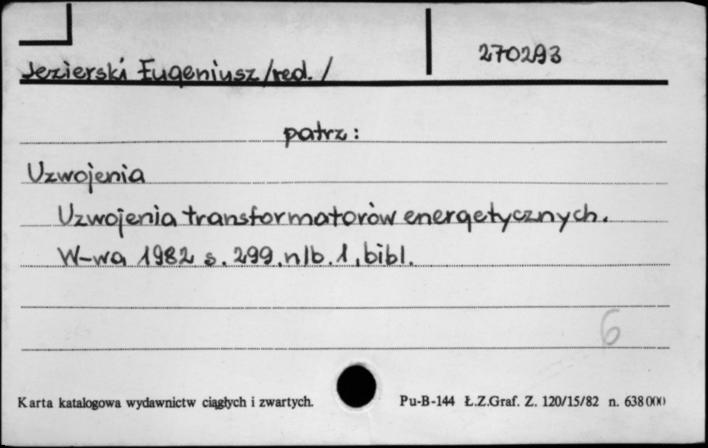 270293
Jezierski Eugeniusz /red./
patrz:
Uzwojenia
Uzwojenia transformatorów energetycznych.
W-wa 1982 s. 299, nlb. 1, bibl.
6
Karta katalogowa wydawnictw ciągłych i zwartych. Pu-B-144 Ł.Z.Graf. Z. 120/15/82 n. 638000